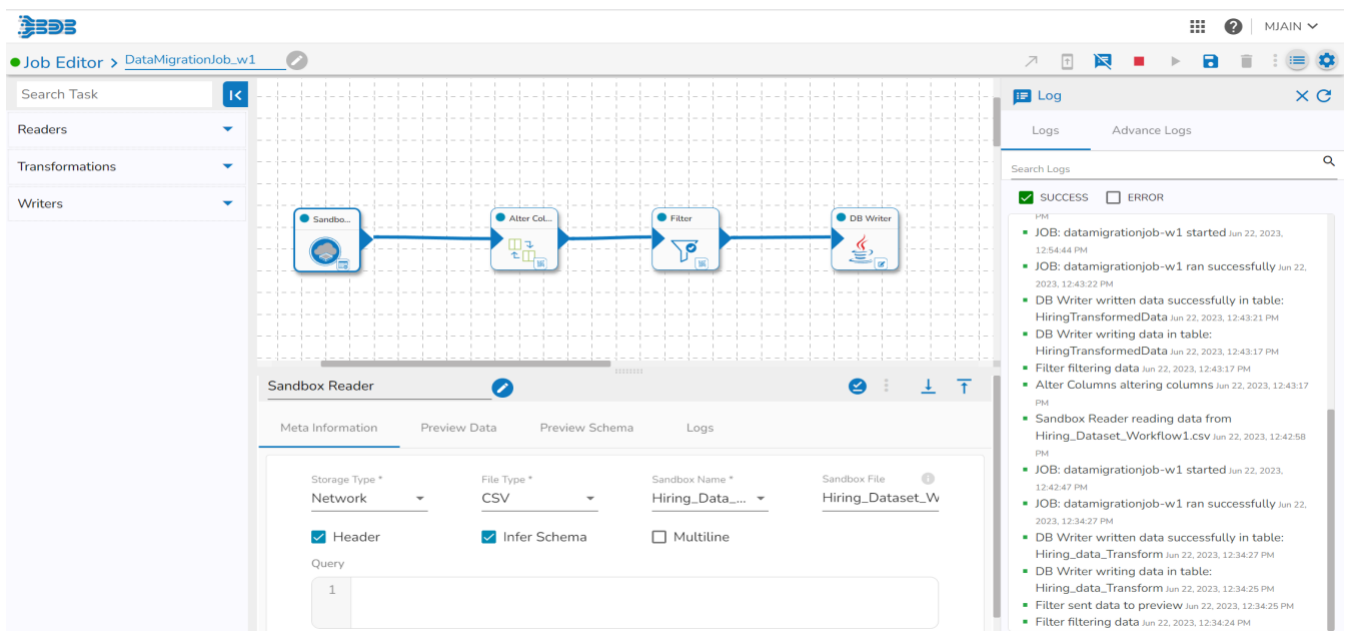 BDB
MJAIN
Job Editor > DataMigrationJob_w1
Search Task
Readers
Transformations
Writers
Sandbo...
Alter Col...
Filter
DB Writer
Sandbox Reader
Meta Information
Preview Data
Preview Schema
Logs
Storage Type *
File Type *
Sandbox Name *
Sandbox File
Network
CSV
Hiring_Data_...
Hiring_Dataset_W
Header
Infer Schema
Multiline
Query
1
Log
Logs
Advance Logs
Search Logs
SUCCESS
ERROR
PM
JOB: datamigrationjob-w1 started Jun 22, 2023,
12:54:44 PM
JOB: datamigrationjob-w1 ran successfully Jun 22,
2023, 12:43:22 PM
DB Writer written data successfully in table:
HiringTransformedData Jun 22, 2023, 12:43:21 PM
DB Writer writing data in table:
HiringTransformedData Jun 22, 2023, 12:43:17 PM
Filter filtering data Jun 22, 2023, 12:43:17 PM
Alter Columns altering columns Jun 22, 2023, 12:43:17
PM
Sandbox Reader reading data from
Hiring_Dataset_Workflow1.csv Jun 22, 2023, 12:42:58
PM
JOB: datamigrationjob-w1 started Jun 22, 2023,
12:42:47 PM
JOB: datamigrationjob-w1 ran successfully Jun 22,
2023, 12:34:27 PM
DB Writer written data successfully in table:
Hiring_data_Transform Jun 22, 2023, 12:34:27 PM
DB Writer writing data in table:
Hiring_data_Transform Jun 22, 2023, 12:34:25 PM
Filter sent data to preview Jun 22, 2023, 12:34:25 PM
Filter filtering data Jun 22, 2023, 12:34:24 PM